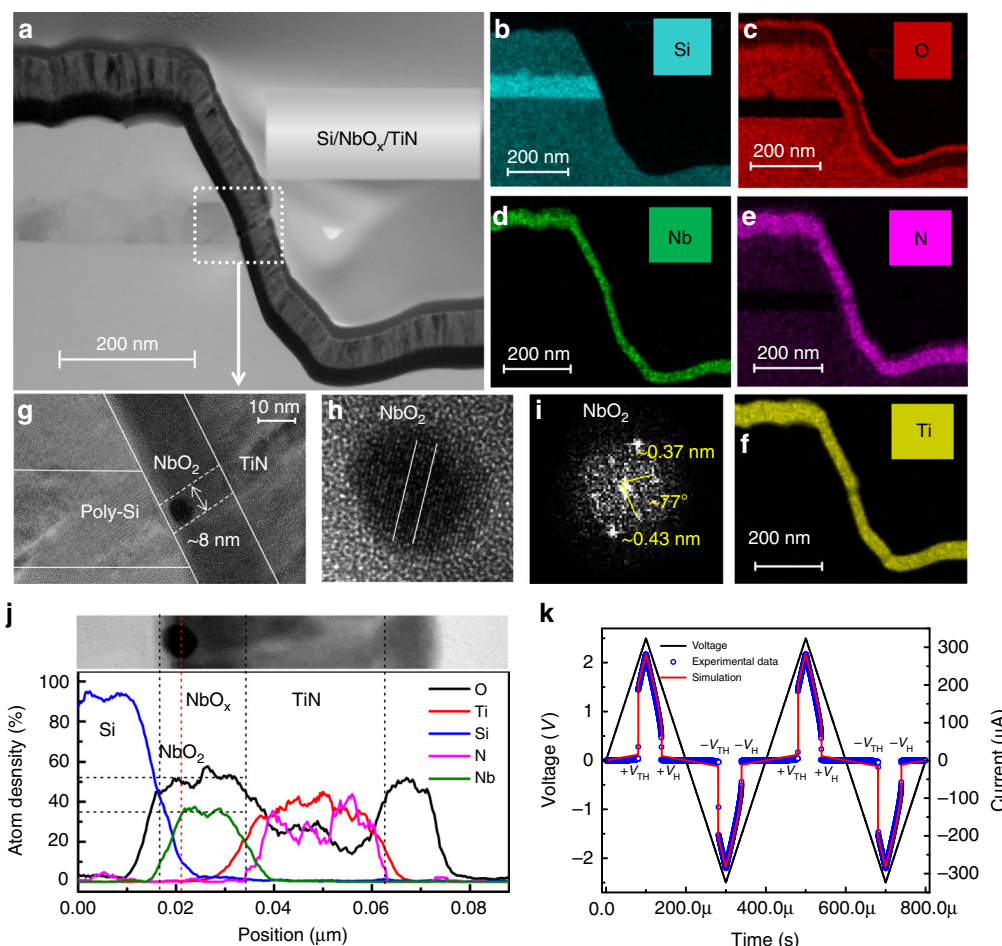 a
Si/NbOx/TiN
200 nm
b
Si
200 nm
c
O
200 nm
d
Nb
200 nm
e
N
200 nm
g
10 nm
NbO2
TiN
Poly-Si
~8 nm
h
NbO2
i
NbO2
~0.37 nm
~77°
~0.43 nm
f
Ti
200 nm
j
100
80
60
40
20
0
Atom desnsity (%)
Si
NbO2
NbOx
TiN
O
Ti
Si
N
Nb
0.00
0.02
0.04
0.06
0.08
Position (μm)
k
Voltage
Experimental data
Simulation
2
1
0
−1
−2
Voltage (V)
+VTH
+VH
−VTH
−VH
+VTH
+VH
−VTH
−VH
300
200
100
0
−100
−200
−300
Current (μA)
0.0
200.0μ
400.0μ
600.0μ
800.0μ
Time (s)